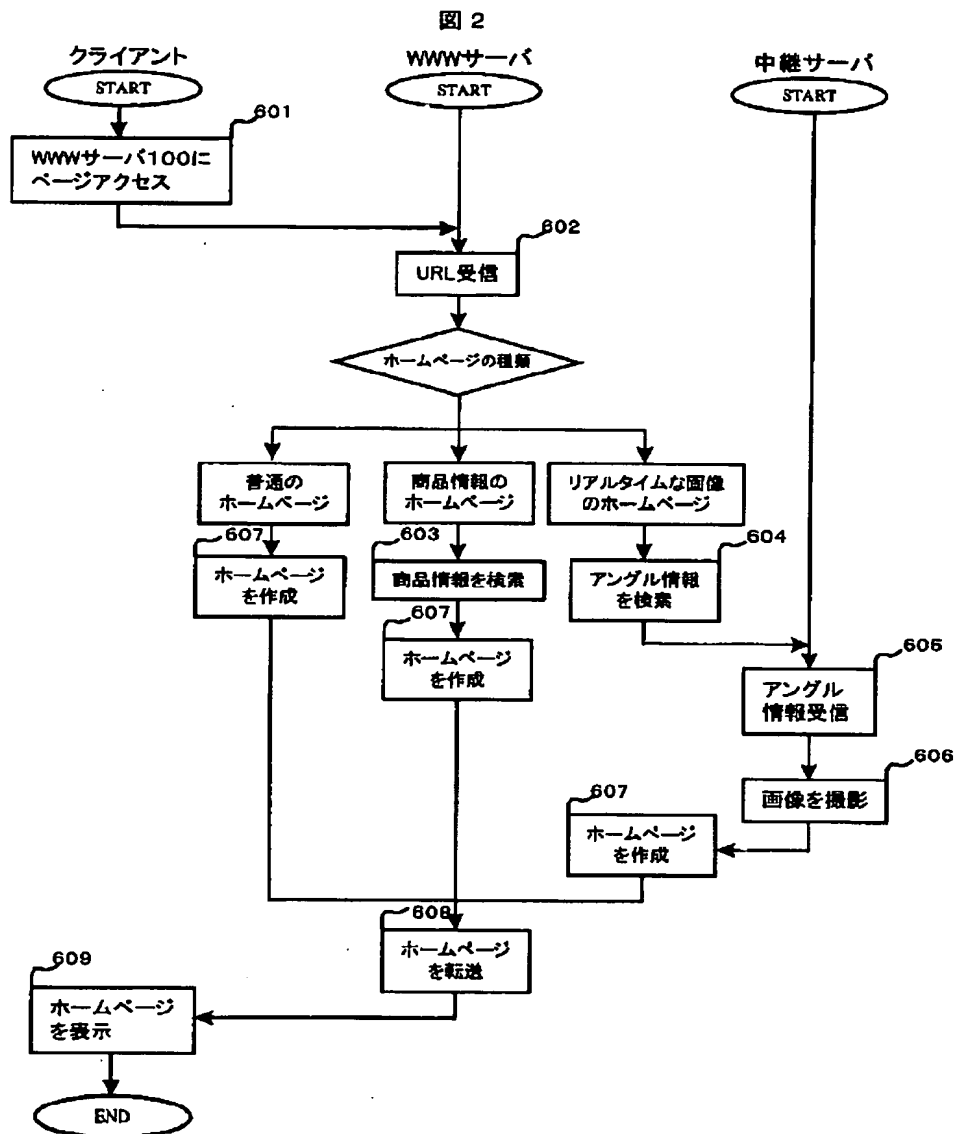 図 2
クライアント
WWWサーバ
中継サーバ
START
START
START
601
WWWサーバ100に
ページアクセス
602
URL受信
ホームページの種類
普通の
ホームページ
商品情報の
ホームページ
リアルタイムな画像
のホームページ
607
ホームページ
を作成
603
商品情報を検索
604
アングル情報
を検索
607
ホームページ
を作成
605
アングル
情報受信
606
画像を撮影
607
ホームページ
を作成
608
ホームページ
を転送
609
ホームページ
を表示
END